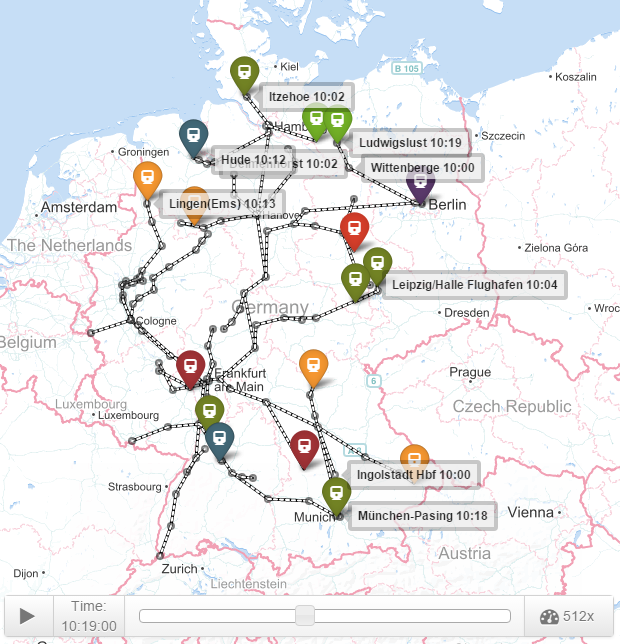 Kiel
B 105
Koszalin
Itzehoe 10:02
Hamb
Szczecin
Ludwigslust 10:19
Groningen
Hude 10:12
rst 10:02
Wittenberge 10:00
Lingen(Ems) 10:13
Amsterdam
Berlin
Hanover
The Netherlands
Zielona Góra
Leipzig/Halle Flughafen 10:04
Germany
Wroc
Cologne
Dresden
Belgium
Frankfurt
am Main
Prague
6
Luxembourg
Luxembourg
Czech Republic
Ingolstadt Hbf 10:00
Strasbourg
München-Pasing 10:18
Munich
Vienna
Austria
Zurich
Dijon
Liechtenstein
Time:
10:19:00
512x